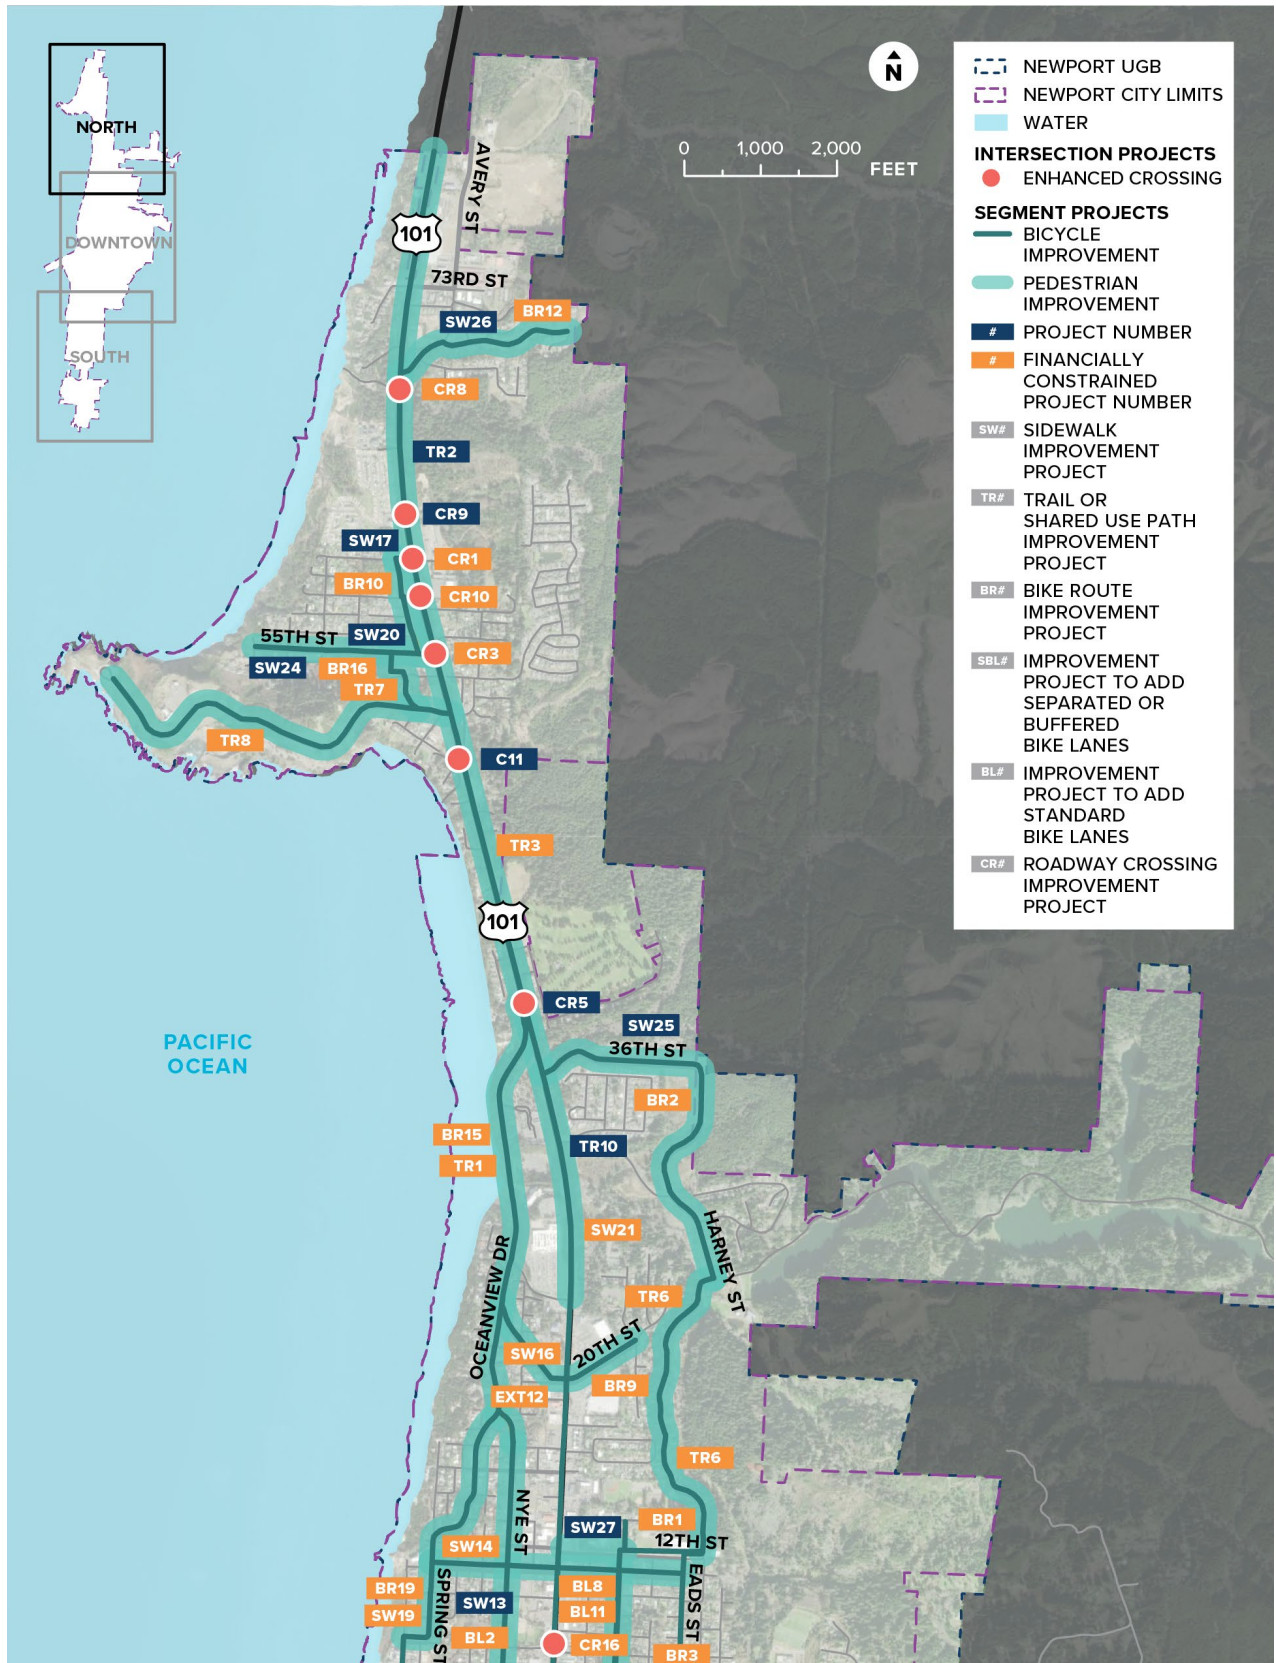 NORTH
DOWNTOWN
SOUTH
N
0 1,000 2,000
FEET
NEWPORT UGB
NEWPORT CITY LIMITS
WATER
INTERSECTION PROJECTS
ENHANCED CROSSING
SEGMENT PROJECTS
BICYCLE
IMPROVEMENT
PEDESTRIAN
IMPROVEMENT
# PROJECT NUMBER
# FINANCIALLY
CONSTRAINED
PROJECT NUMBER
SW# SIDEWALK
IMPROVEMENT
PROJECT
TR# TRAIL OR
SHARED USE PATH
IMPROVEMENT
PROJECT
BR# BIKE ROUTE
IMPROVEMENT
PROJECT
SBL# IMPROVEMENT
PROJECT TO ADD
SEPARATED OR
BUFFERED
BIKE LANES
BL# IMPROVEMENT
PROJECT TO ADD
STANDARD
BIKE LANES
CR# ROADWAY CROSSING
IMPROVEMENT
PROJECT
AVERY ST
101
73RD ST
BR12
SW26
CR8
TR2
CR9
SW17
CR1
BR10
CR10
55TH ST
SW20
CR3
SW24
BR16
TR7
TR8
C11
TR3
101
CR5
SW25
36TH ST
PACIFIC
OCEAN
BR2
BR15
TR10
TR1
SW21
HARNEY ST
OCEANVIEW DR
TR6
20TH ST
SW16
BR9
EXT12
TR6
NYE ST
BR1
SW27
12TH ST
SW14
BR19
BL8
EADS ST
SPRING ST
SW13
BL11
SW19
BL2
CR16
BR3